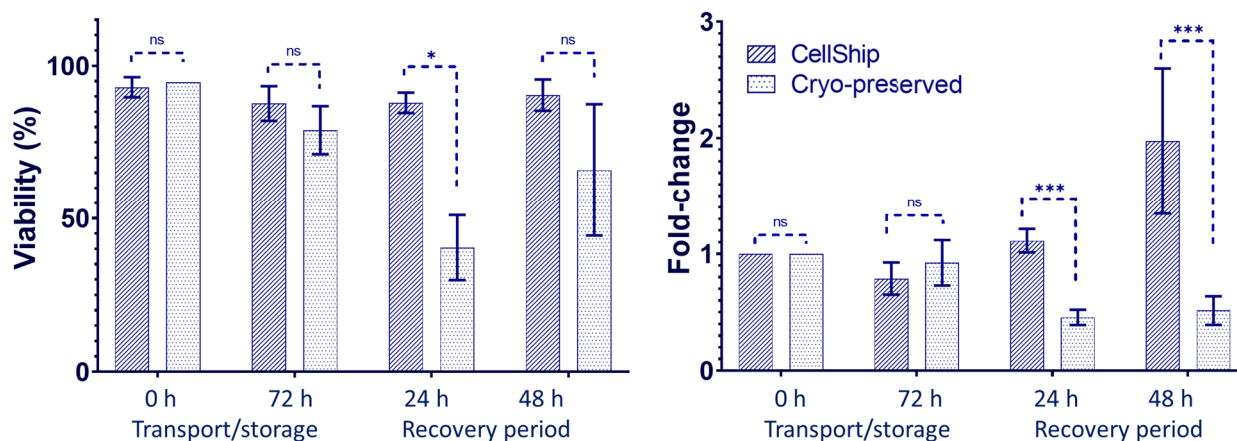 Viability (%)
100
50
0
ns
ns
*
ns
0 h
72 h
24 h
48 h
Transport/storage
Recovery period
Fold-change
3
2
1
0
CellShip
Cryo-preserved
ns
ns
***
***
0 h
72 h
24 h
48 h
Transport/storage
Recovery period